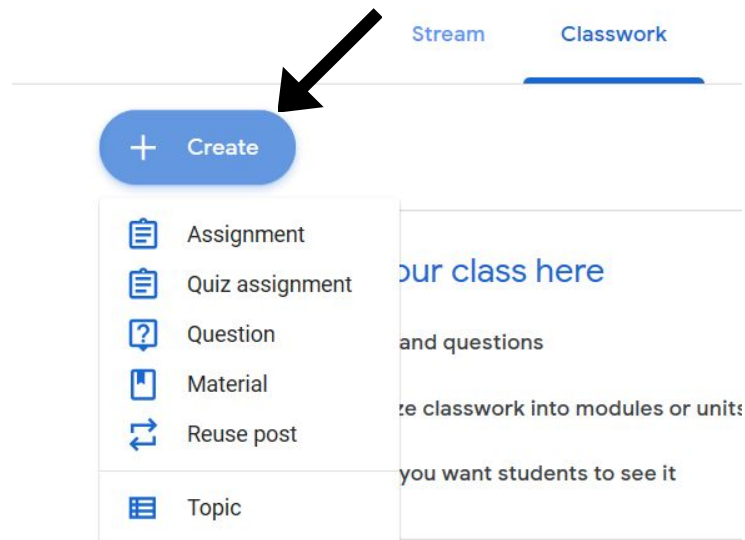 Stream Classwork
+ Create
Assignment
Quiz assignment
our class here
Question
and questions
Material
ze classwork into modules or units
Reuse post
you want students to see it
Topic